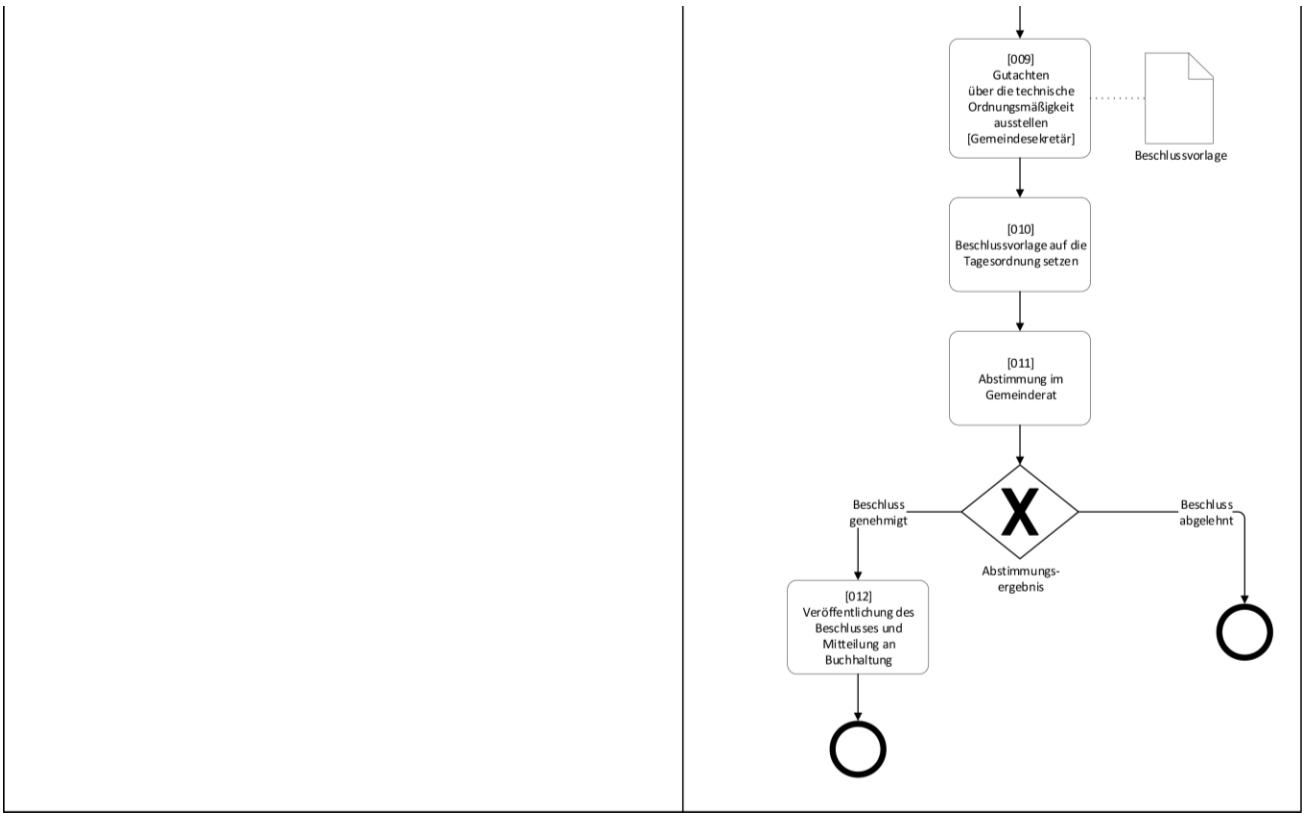 [009]
Gutachten
über die technische
Ordnungsmäßigkeit
ausstellen
[Gemeindesekretär]
Beschlussvorlage
[010]
Beschlussvorlage auf die
Tagesordnung setzen
[011]
Abstimmung im
Gemeinderat
X
Beschluss
genehmigt
Beschluss
abgelehnt
Abstimmungs-
ergebnis
[012]
Veröffentlichung des
Beschlusses und
Mitteilung an
Buchhaltung